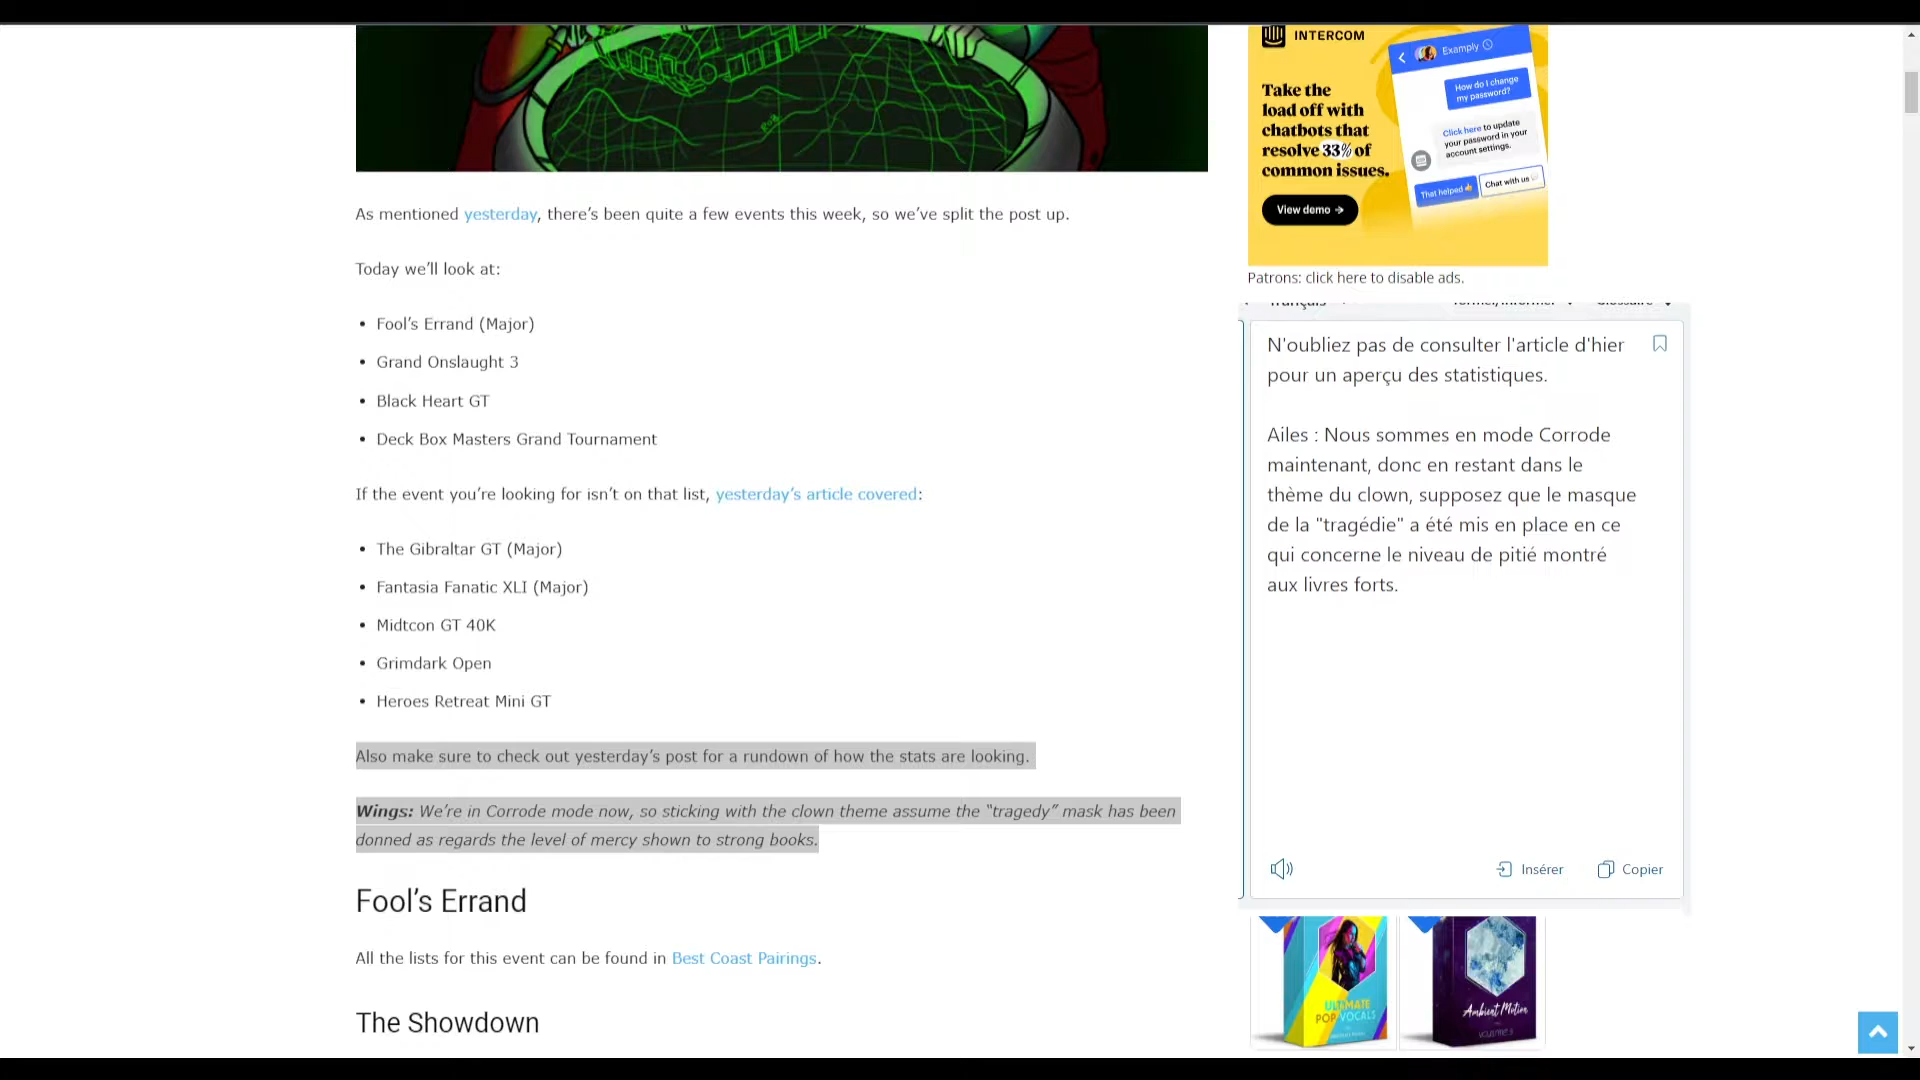 INTERCOM
Take the
load off with
chatbots that
resolve 33% of
common issues.
View demo →
Examply
How do I change
my password?
Click here to update
your password in your
account settings.
That helped 👍
Chat with us
Patrons: click here to disable ads.
As mentioned yesterday, there’s been quite a few events this week, so we’ve split the post up.
Today we’ll look at:
• Fool’s Errand (Major)
• Grand Onslaught 3
• Black Heart GT
• Deck Box Masters Grand Tournament
If the event you’re looking for isn’t on that list, yesterday’s article covered:
• The Gibraltar GT (Major)
• Fantasia Fanatic XLI (Major)
• Midtcon GT 40K
• Grimdark Open
• Heroes Retreat Mini GT
Also make sure to check out yesterday’s post for a rundown of how the stats are looking.
Wings: We’re in Corrode mode now, so sticking with the clown theme assume the “tragedy” mask has been
donned as regards the level of mercy shown to strong books.
Fool’s Errand
All the lists for this event can be found in Best Coast Pairings.
The Showdown
français
N'oubliez pas de consulter l'article d'hier
pour un aperçu des statistiques.
Ailes : Nous sommes en mode Corrode
maintenant, donc en restant dans le
thème du clown, supposez que le masque
de la "tragédie" a été mis en place en ce
qui concerne le niveau de pitié montré
aux livres forts.
Insérer
Copier
ULTIMATE
POP VOCALS
Ambient Motion